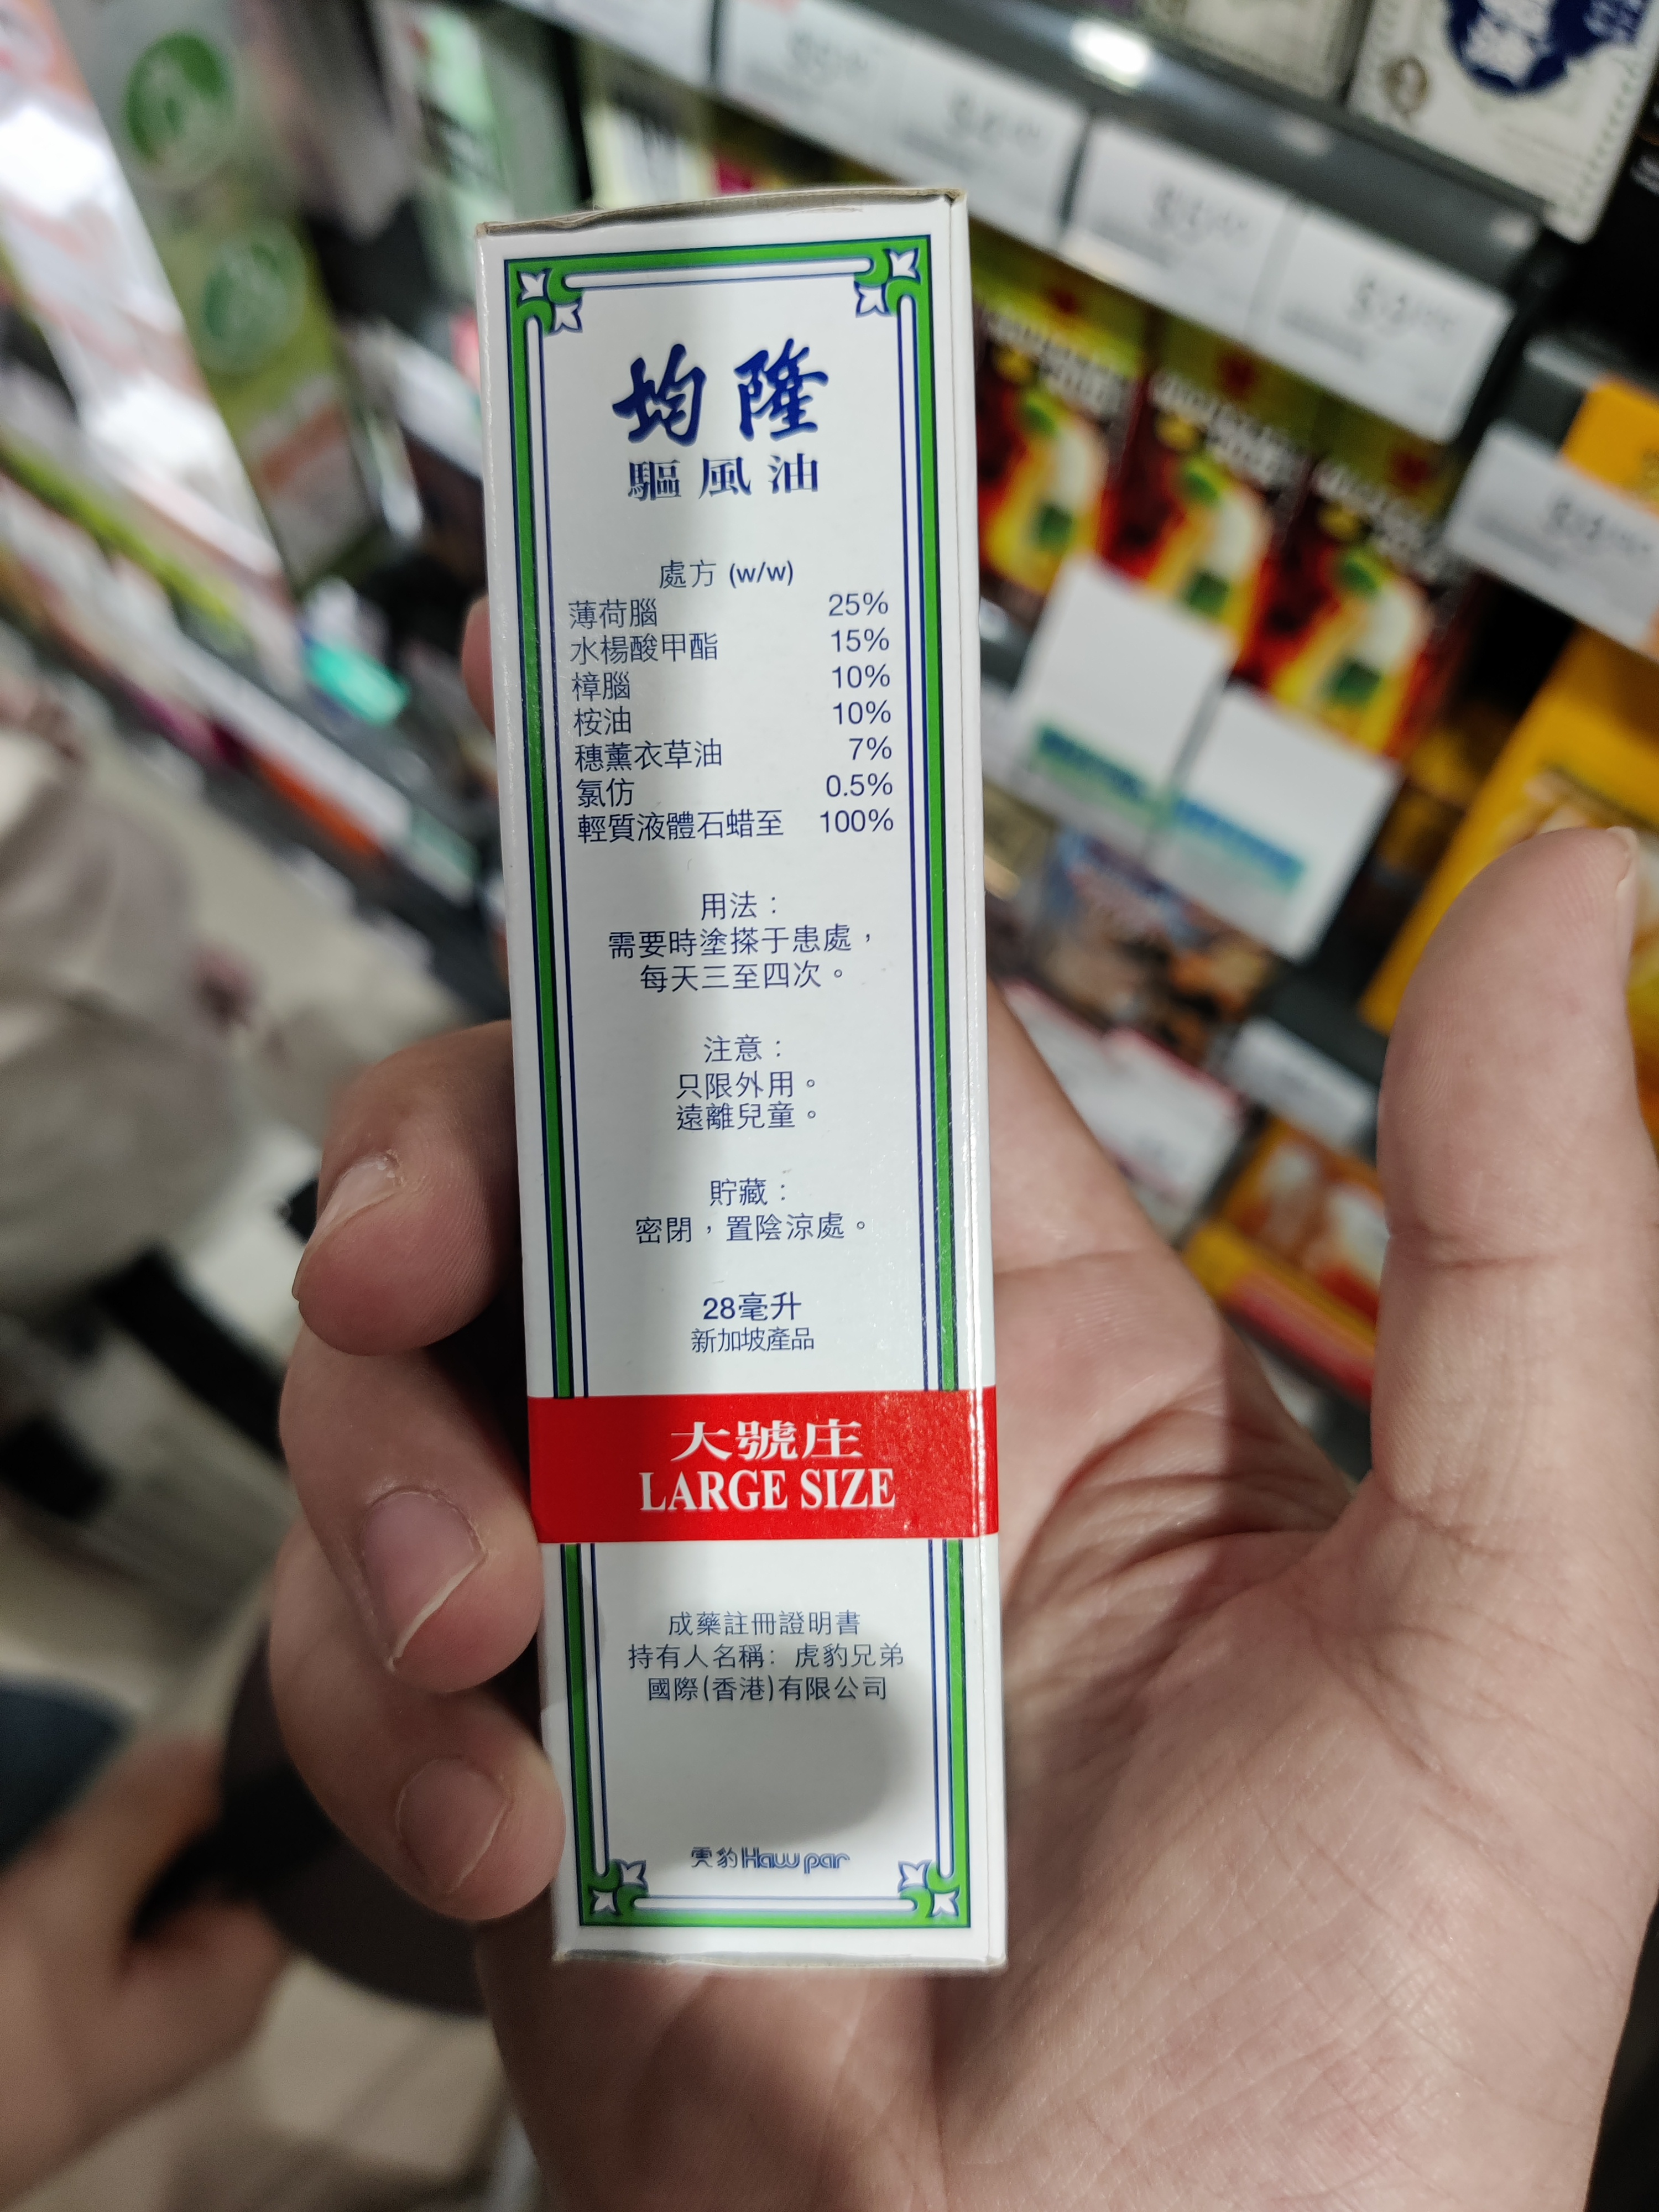 均隆
驅風油
處方 (w/w)
薄荷腦 25%
水楊酸甲酯 15%
樟腦 10%
桉油 10%
穗薰衣草油 7%
氯仿 0.5%
輕質液體石蜡至 100%
用法：
需要時塗搽于患處，
每天三至四次。
注意：
只限外用。
遠離兒童。
貯藏：
密閉，置陰涼處。
28毫升
新加坡產品
大號庄
LARGE SIZE
成藥註冊證明書
持有人名稱：虎豹兄弟
國際(香港)有限公司
虎豹 Haw par